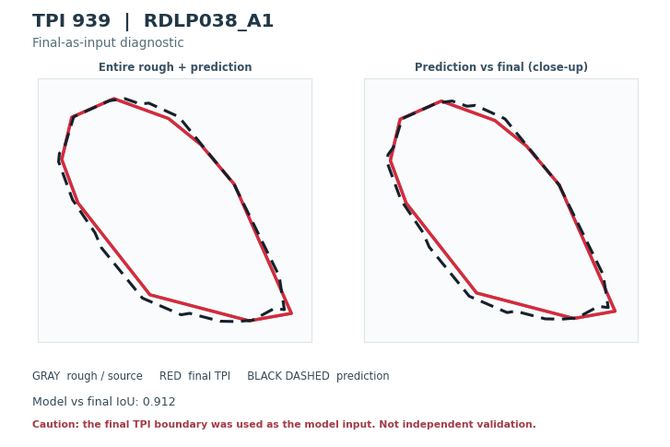 TPI 939 | RDLP038_A1
Final-as-input diagnostic
Entire rough + prediction
Prediction vs final (close-up)
GRAY rough / source RED final TPI BLACK DASHED prediction
Model vs final IoU: 0.912
Caution: the final TPI boundary was used as the model input. Not independent validation.